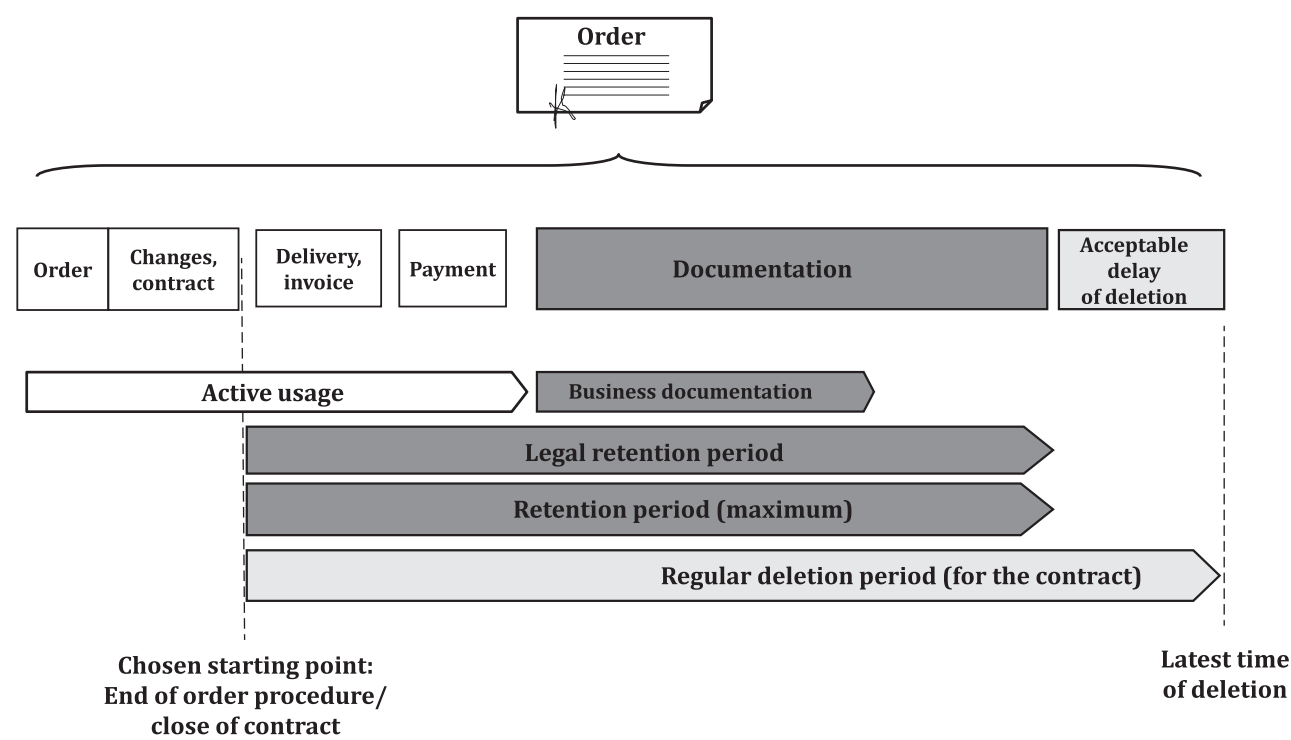 Order
Order
Changes,
contract
Delivery,
invoice
Payment
Documentation
Acceptable
delay
of deletion
Active usage
Business documentation
Legal retention period
Retention period (maximum)
Regular deletion period (for the contract)
Chosen starting point:
End of order procedure/
close of contract
Latest time
of deletion